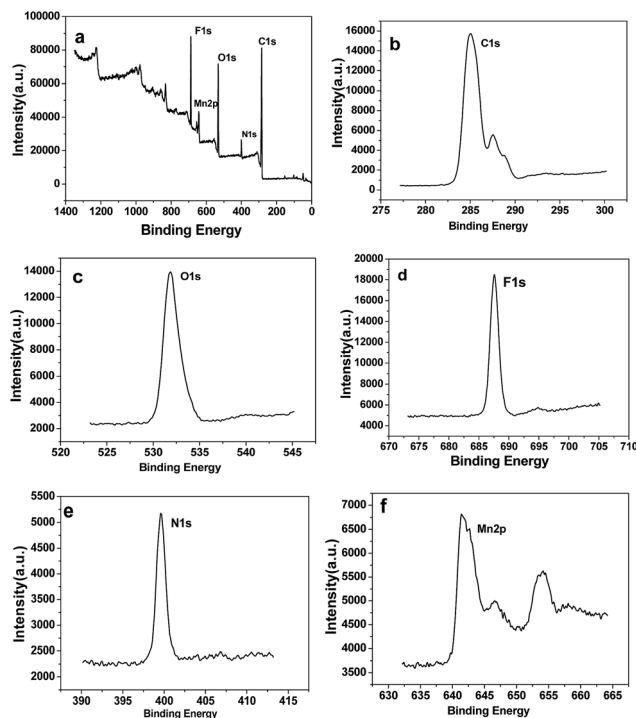 a
F1s
O1s
C1s
Mn2p
N1s
100000
80000
60000
40000
20000
0
1400 1200 1000 800 600 400 200 0
Intensity(a.u.)
Binding Energy
b
C1s
16000
14000
12000
10000
8000
6000
4000
2000
0
275 280 285 290 295 300
Intensity(a.u.)
Binding Energy
c
O1s
14000
12000
10000
8000
6000
4000
2000
520 525 530 535 540 545
Intensity(a.u.)
Binding Energy
d
F1s
20000
18000
16000
14000
12000
10000
8000
6000
4000
670 675 680 685 690 695 700 705 710
Intensity(a.u.)
Binding Energy
e
N1s
5500
5000
4500
4000
3500
3000
2500
2000
390 395 400 405 410 415
Intensity(a.u.)
Binding Energy
f
Mn2p
7500
7000
6500
6000
5500
5000
4500
4000
3500
630 635 640 645 650 655 660 665
Intensity(a.u.)
Binding Energy